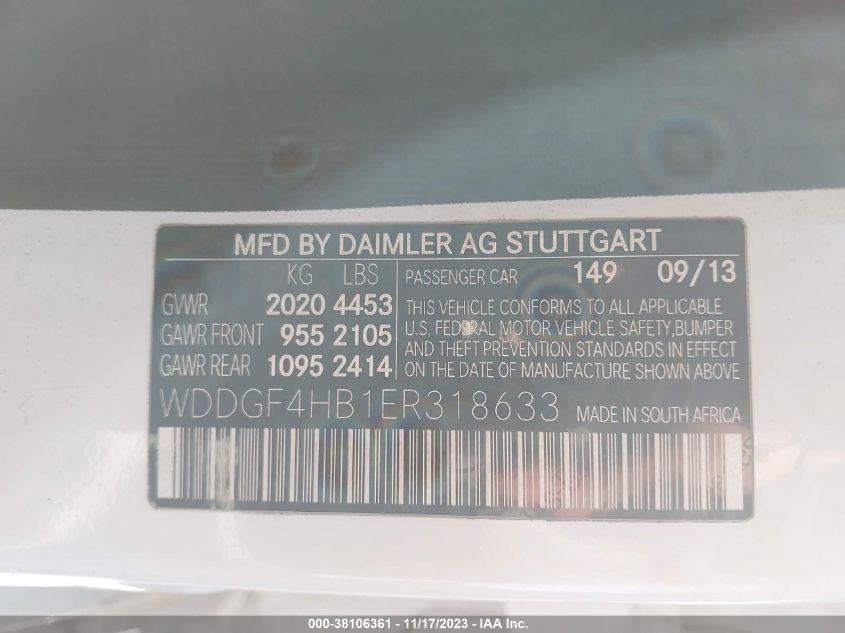 MFD BY DAIMLER AG STUTTGART
KG LBS PASSENGER CAR 149 09/13
GVWR 2020 4453 THIS VEHICLE CONFORMS TO ALL APPLICABLE
GAWR FRONT 955 2105 U.S. FEDERAL MOTOR VEHICLE SAFETY,BUMPER
GAWR REAR 1095 2414 AND THEFT PREVENTION STANDARDS IN EFFECT
ON THE DATE OF MANUFACTURE SHOWN ABOVE
WDDGF4HB1ER318633 MADE IN SOUTH AFRICA
000-38106361 - 11/17/2023 - IAA Inc.